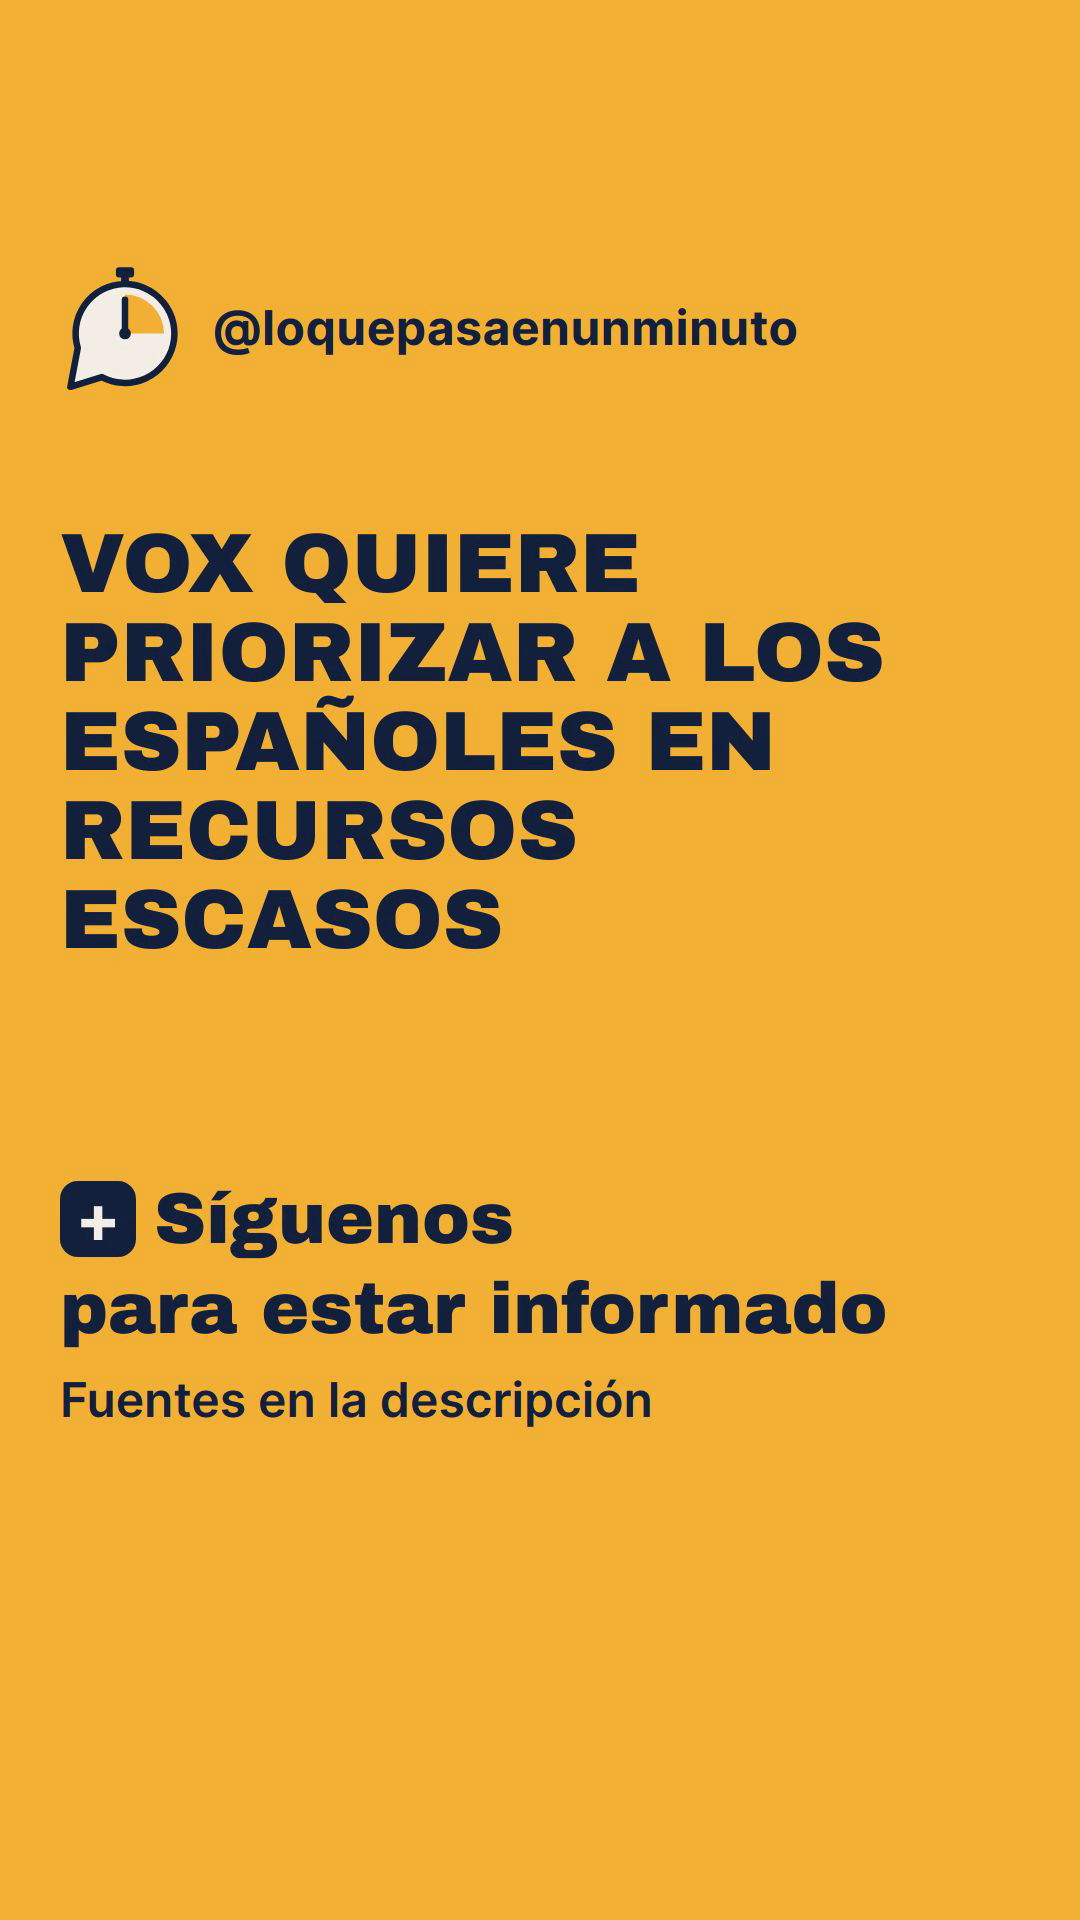 @loquepasaenunminuto
VOX QUIERE
PRIORIZAR A LOS
ESPAÑOLES EN
RECURSOS
ESCASOS
+ Síguenos
para estar informado
Fuentes en la descripción